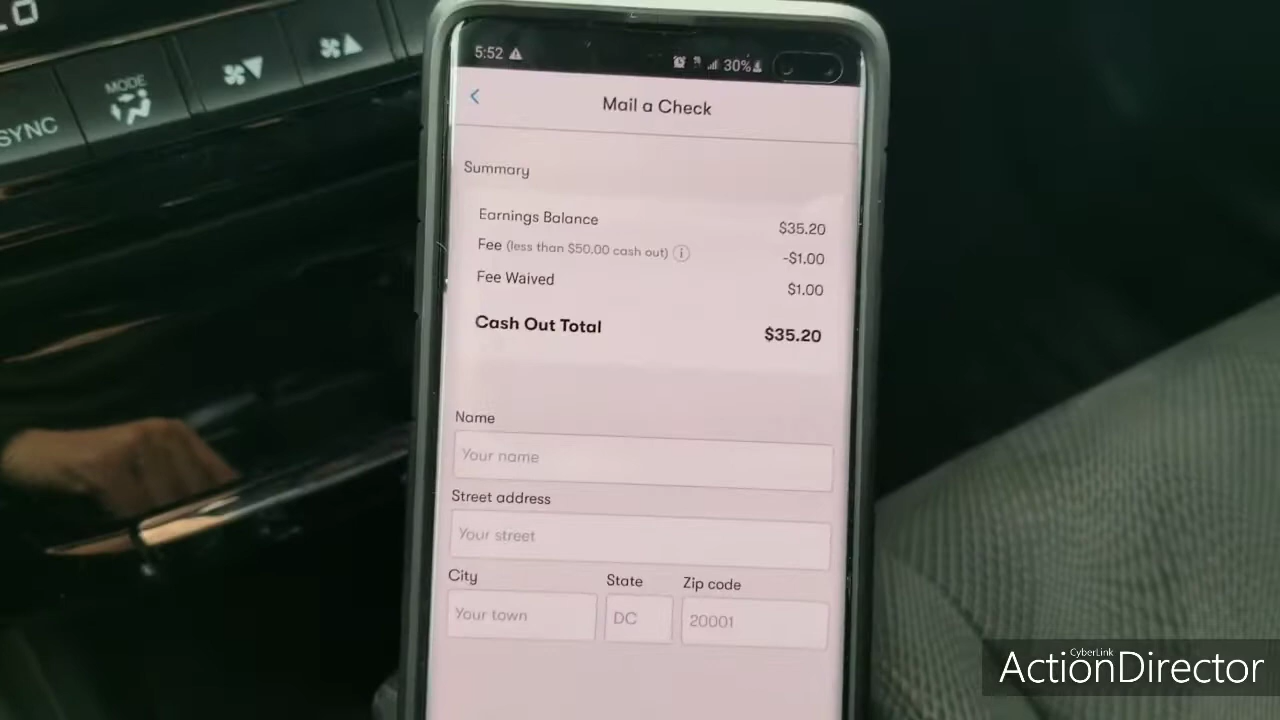 LO
SYNC
MODE
5:52
30%
Mail a Check
Summary
Earnings Balance $35.20
Fee (less than $50.00 cash out) i -$1.00
Fee Waived $1.00
Cash Out Total $35.20
Name
Your name
Street address
Your street
City State Zip code
Your town DC 20001
CyberLink
ActionDirector